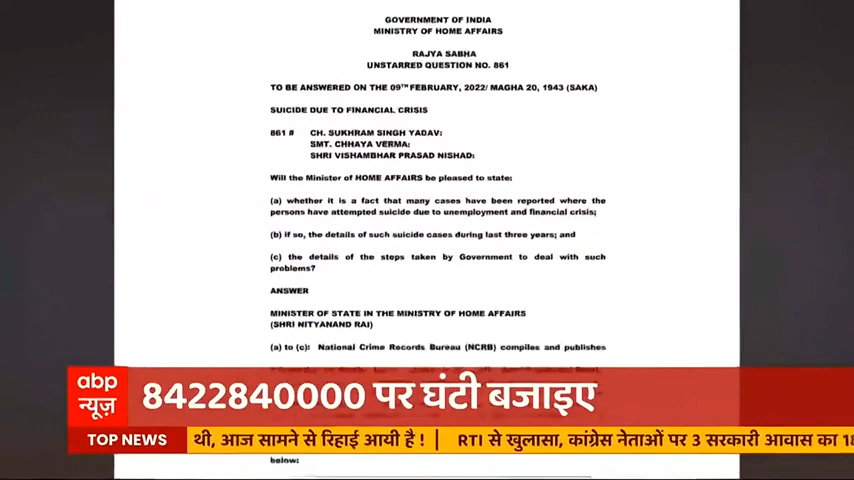 GOVERNMENT OF INDIA
MINISTRY OF HOME AFFAIRS
RAJYA SABHA
UNSTARRED QUESTION NO. 861
TO BE ANSWERED ON THE 09TH FEBRUARY, 2022/ MAGHA 20, 1943 (SAKA)
SUICIDE DUE TO FINANCIAL CRISIS
861 # CH. SUKHRAM SINGH YADAV:
SMT. CHHAYA VERMA:
SHRI VISHAMBHAR PRASAD NISHAD:
Will the Minister of HOME AFFAIRS be pleased to state:
(a) whether it is a fact that many cases have been reported where the
persons have attempted suicide due to unemployment and financial crisis;
(b) if so, the details of such suicide cases during last three years; and
(c) the details of the steps taken by Government to deal with such
problems?
ANSWER
MINISTER OF STATE IN THE MINISTRY OF HOME AFFAIRS
(SHRI NITYANAND RAI)
(a) to (c): National Crime Records Bureau (NCRB) compiles and publishes
abp
न्यूज़
8422840000 पर घंटी बजाइए
TOP NEWS
थी, आज सामने से रिहाई आयी है ! | RTI से खुलासा, कांग्रेस नेताओं पर 3 सरकारी आवास का 18
below: